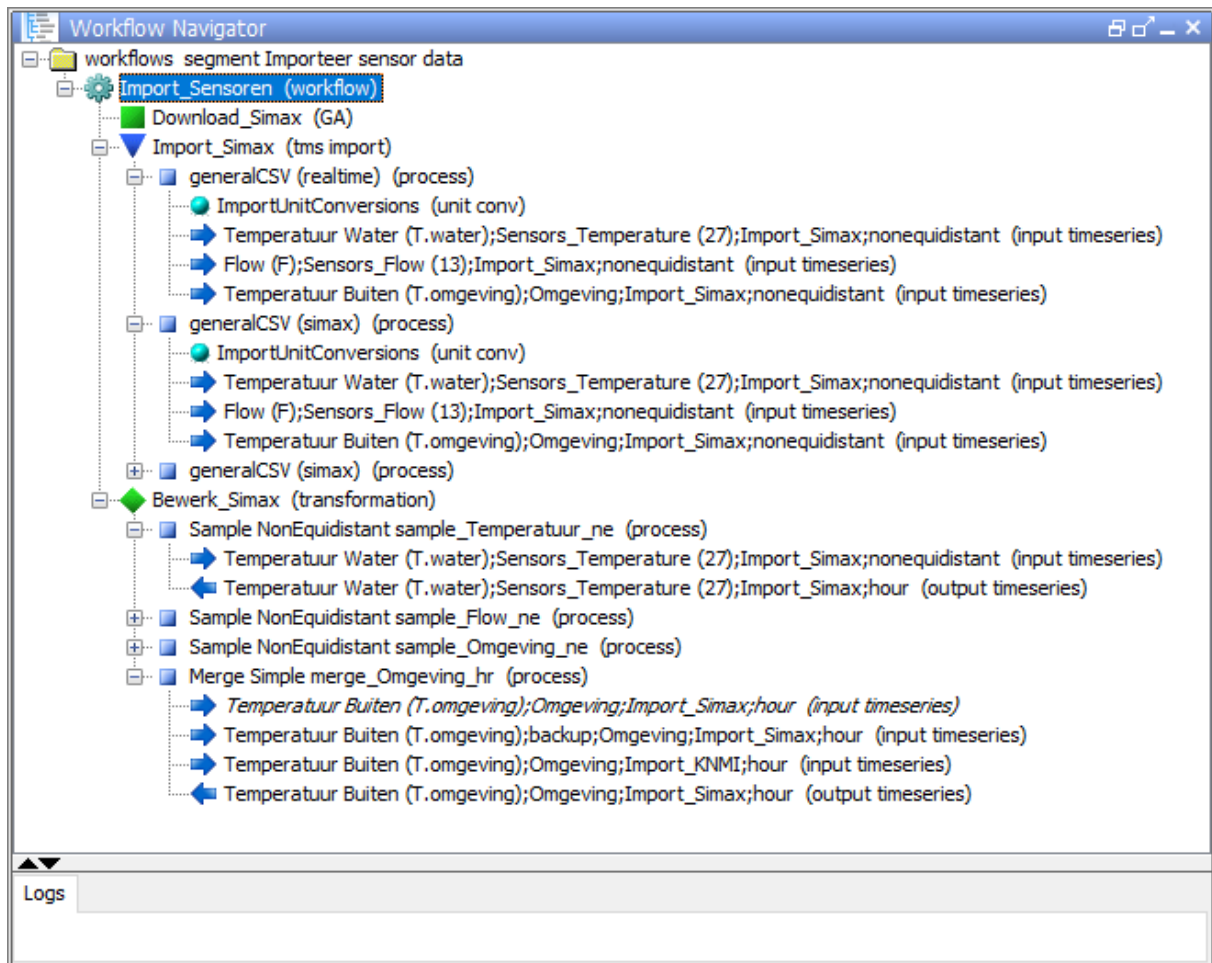 Workflow Navigator
workflows segment Importeer sensor data
Import_Sensoren (workflow)
Download_Simax (GA)
Import_Simax (tms import)
generalCSV (realtime) (process)
ImportUnitConversions (unit conv)
Temperatuur Water (T.water);Sensors_Temperature (27);Import_Simax;nonequidistant (input timeseries)
Flow (F);Sensors_Flow (13);Import_Simax;nonequidistant (input timeseries)
Temperatuur Buiten (T.omgeving);Omgeving;Import_Simax;nonequidistant (input timeseries)
generalCSV (simax) (process)
ImportUnitConversions (unit conv)
Temperatuur Water (T.water);Sensors_Temperature (27);Import_Simax;nonequidistant (input timeseries)
Flow (F);Sensors_Flow (13);Import_Simax;nonequidistant (input timeseries)
Temperatuur Buiten (T.omgeving);Omgeving;Import_Simax;nonequidistant (input timeseries)
generalCSV (simax) (process)
Bewerk_Simax (transformation)
Sample NonEquidistant sample_Temperatuur_ne (process)
Temperatuur Water (T.water);Sensors_Temperature (27);Import_Simax;nonequidistant (input timeseries)
Temperatuur Water (T.water);Sensors_Temperature (27);Import_Simax;hour (output timeseries)
Sample NonEquidistant sample_Flow_ne (process)
Sample NonEquidistant sample_Omgeving_ne (process)
Merge Simple merge_Omgeving_hr (process)
Temperatuur Buiten (T.omgeving);Omgeving;Import_Simax;hour (input timeseries)
Temperatuur Buiten (T.omgeving);backup;Omgeving;Import_Simax;hour (input timeseries)
Temperatuur Buiten (T.omgeving);Omgeving;Import_KNMI;hour (input timeseries)
Temperatuur Buiten (T.omgeving);Omgeving;Import_Simax;hour (output timeseries)
Logs